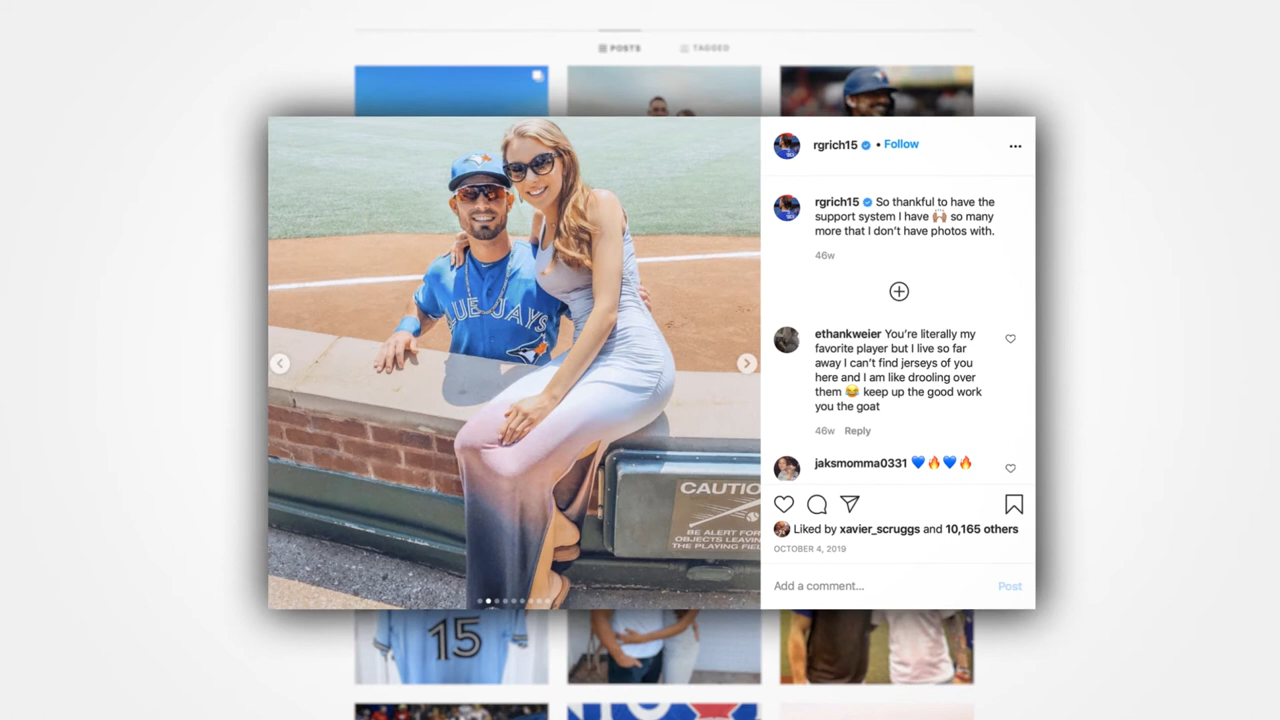 POSTS TAGGED
rgrich15 • Follow
rgrich15 So thankful to have the
support system I have 🙌🏽 so many
more that I don't have photos with.
46w
ethankweier You're literally my
favorite player but I live so far
away I can't find jerseys of you
here and I am like drooling over
them 😂 keep up the good work
you the goat
46w Reply
jaksmomma0331 💙🔥💙🔥
Liked by xavier_scruggs and 10,165 others
OCTOBER 4, 2019
Add a comment... Post
BLUE JAYS
CAUTIO
BE ALERT FOR
OBJECTS LEAVIN
THE PLAYING FIEL
15